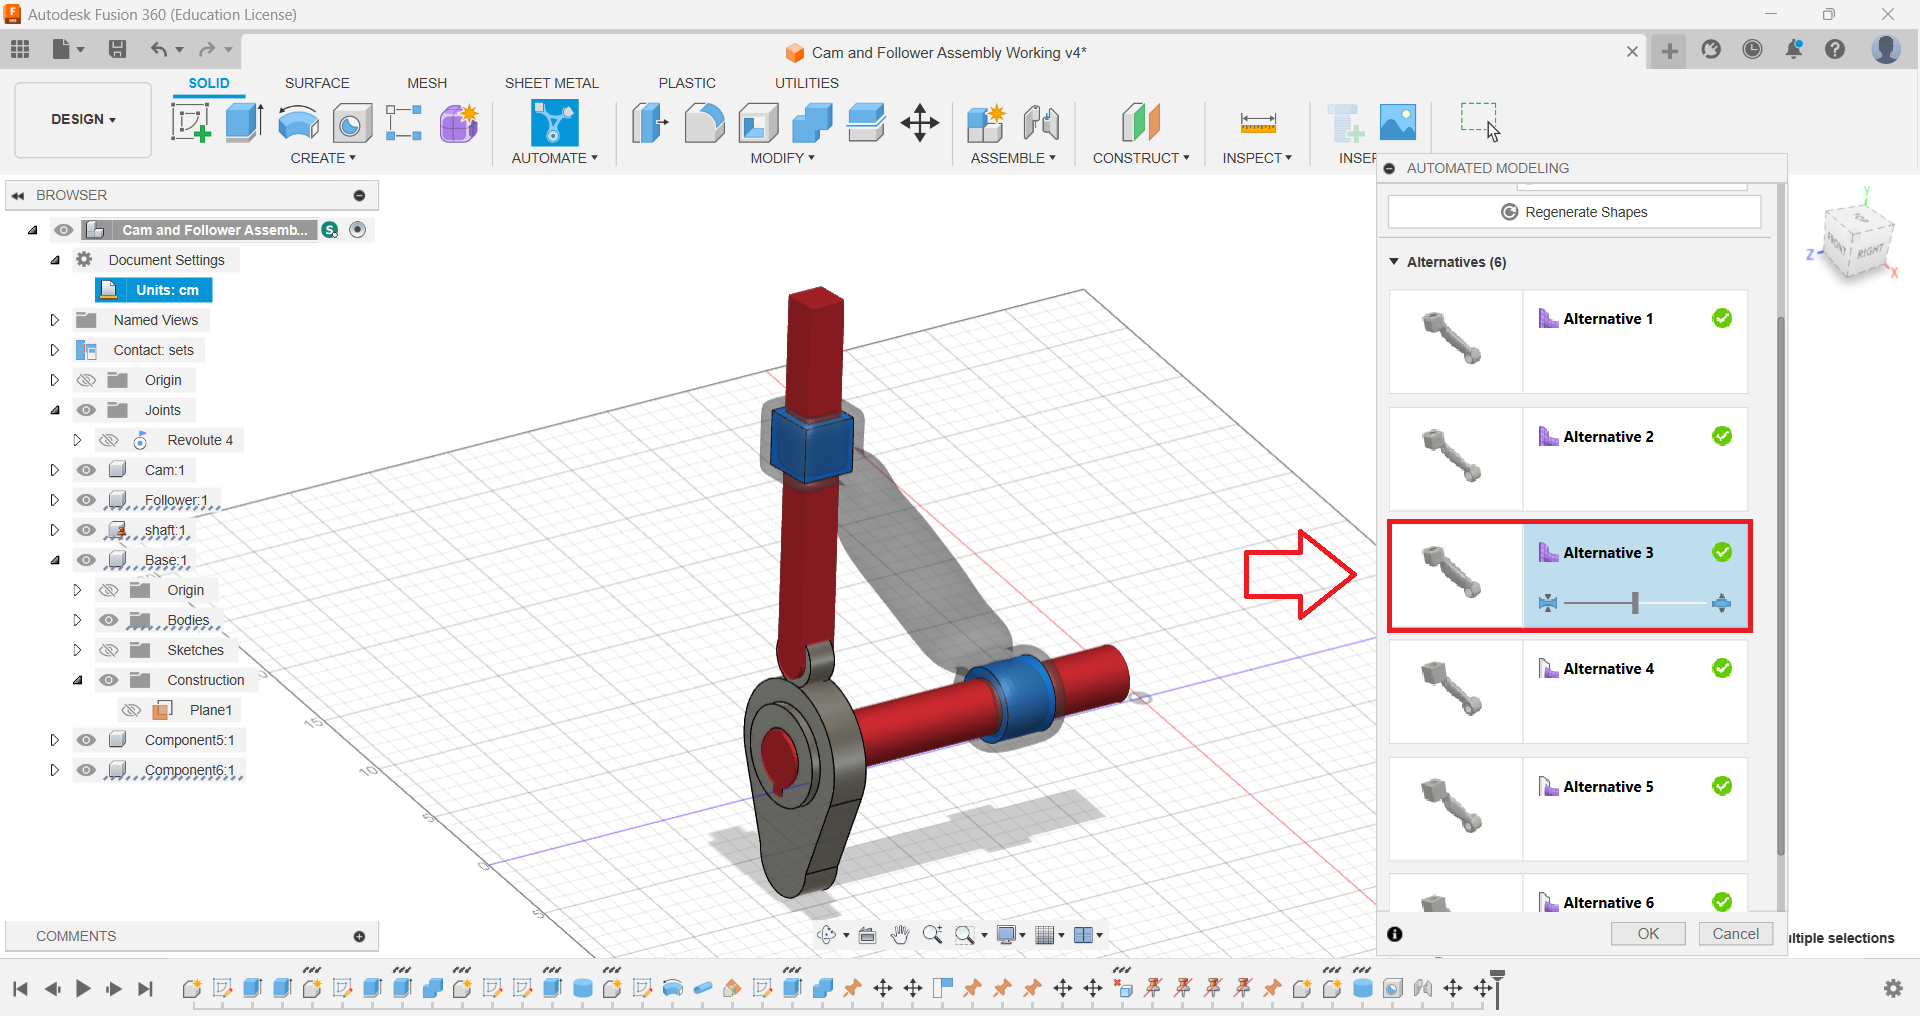 Autodesk Fusion 360 (Education License)
Cam and Follower Assembly Working v4*
SOLID SURFACE MESH SHEET METAL PLASTIC UTILITIES
DESIGN
CREATE AUTOMATE MODIFY ASSEMBLE CONSTRUCT INSPECT INSER
AUTOMATED MODELING
BROWSER
Regenerate Shapes
Cam and Follower Assemb...
Document Settings
Units: cm
Named Views
Contact: sets
Origin
Joints
Revolute 4
Cam:1
Follower:1
shaft:1
Base:1
Origin
Bodies
Sketches
Construction
Plane1
Component5:1
Component6:1
Alternatives (6)
Alternative 1
Alternative 2
Alternative 3
Alternative 4
Alternative 5
Alternative 6
15
10
5
0
5
TOP
FRONT
RIGHT
Y
Z
X
COMMENTS
OK Cancel
ltiple selections